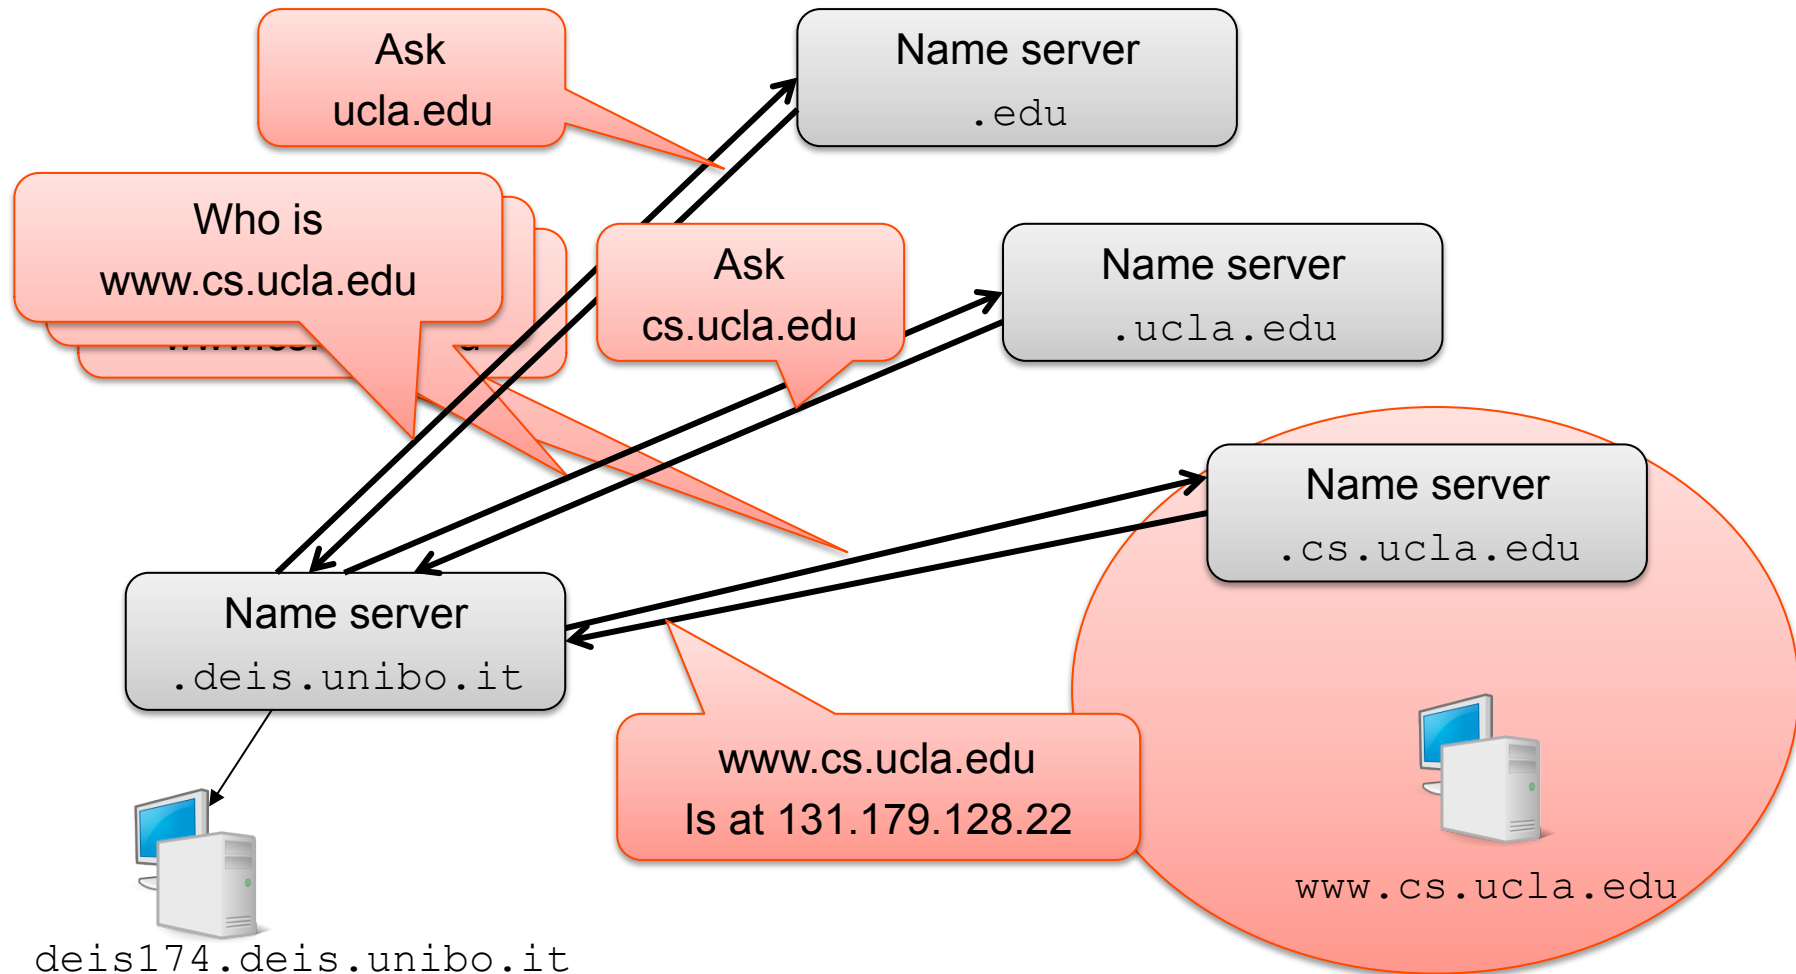 Ask
ucla.edu
Name server
.edu
Who is
www.cs.ucla.edu
Ask
cs.ucla.edu
Name server
.ucla.edu
Name server
.cs.ucla.edu
Name server
.deis.unibo.it
www.cs.ucla.edu
Is at 131.179.128.22
www.cs.ucla.edu
deis174.deis.unibo.it